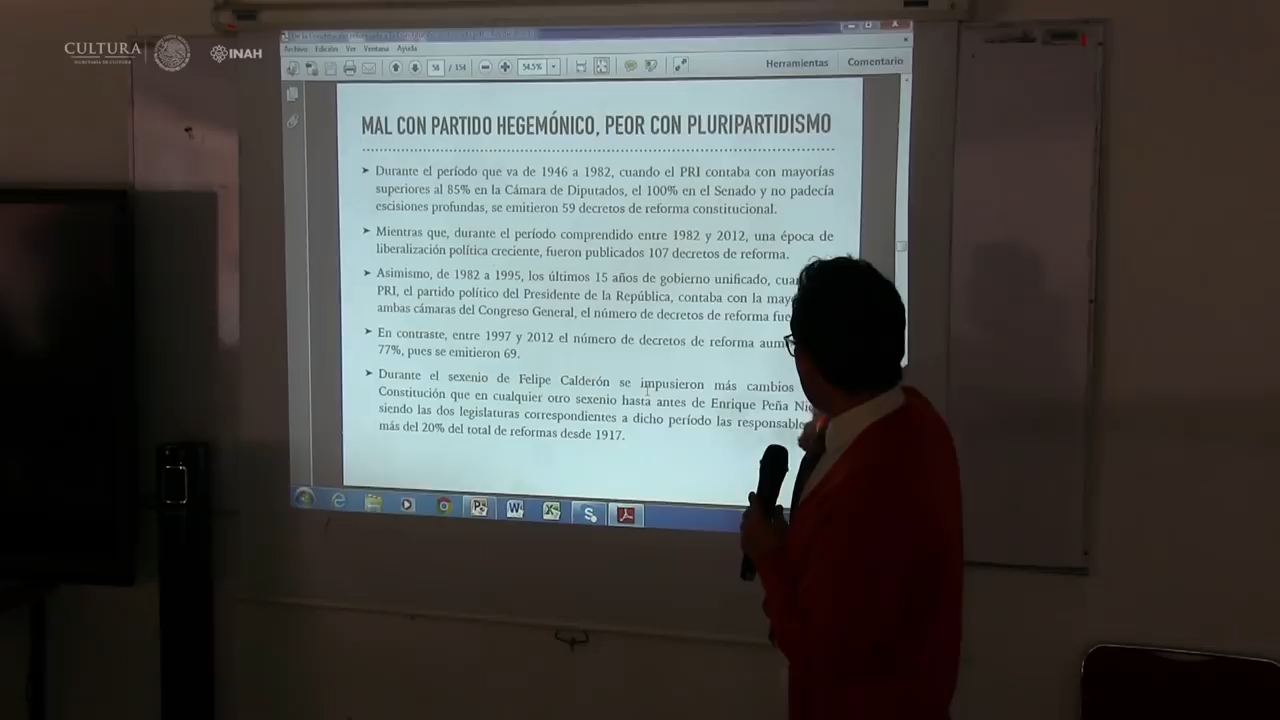 CULTURA
SECRETARÍA DE CULTURA
INAH
Archivo Edición Ver Ventana Ayuda
58 / 154
54.5%
Herramientas Comentario
MAL CON PARTIDO HEGEMÓNICO, PEOR CON PLURIPARTIDISMO
➤ Durante el período que va de 1946 a 1982, cuando el PRI contaba con mayorías
superiores al 85% en la Cámara de Diputados, el 100% en el Senado y no padecía
escisiones profundas, se emitieron 59 decretos de reforma constitucional.
➤ Mientras que, durante el período comprendido entre 1982 y 2012, una época de
liberalización política creciente, fueron publicados 107 decretos de reforma.
➤ Asimismo, de 1982 a 1995, los últimos 15 años de gobierno unificado,
PRI, el partido político del Presidente de la República, contaba con la
ambas cámaras del Congreso General, el número de decretos de reforma
➤ En contraste, entre 1997 y 2012 el número de decretos de reforma
77%, pues se emitieron 69.
➤ Durante el sexenio de Felipe Calderón se impusieron más cambios
Constitución que en cualquier otro sexenio hasta antes de Enrique Peña
siendo las dos legislaturas correspondientes a dicho período las
más del 20% del total de reformas desde 1917.